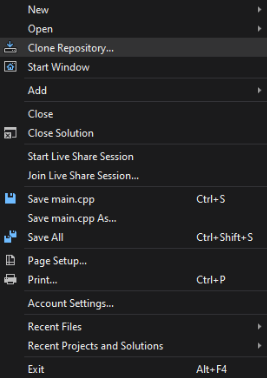 New
Open
Clone Repository...
Start Window
Add
Close
Close Solution
Start Live Share Session
Join Live Share Session...
Save main.cpp Ctrl+S
Save main.cpp As...
Save All Ctrl+Shift+S
Page Setup...
Print... Ctrl+P
Account Settings...
Recent Files
Recent Projects and Solutions
Exit Alt+F4